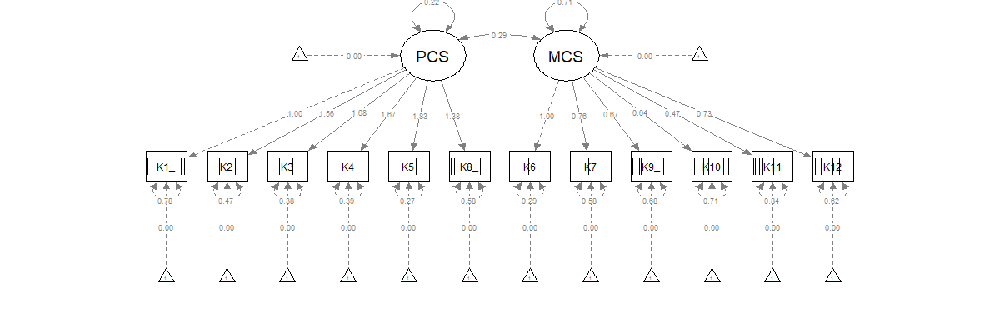 0.22 0.71
0.29
0.00 PCS MCS 0.00
1.00 1.56 1.68 1.67 1.83 1.38 1.00 0.76 0.67 0.64 0.47 0.73
K1_ K2 K3 K4 K5 K8_ K6 K7 K9_ K10 K11 K12
0.78 0.47 0.38 0.39 0.27 0.58 0.29 0.58 0.68 0.71 0.84 0.62
0.00 0.00 0.00 0.00 0.00 0.00 0.00 0.00 0.00 0.00 0.00 0.00